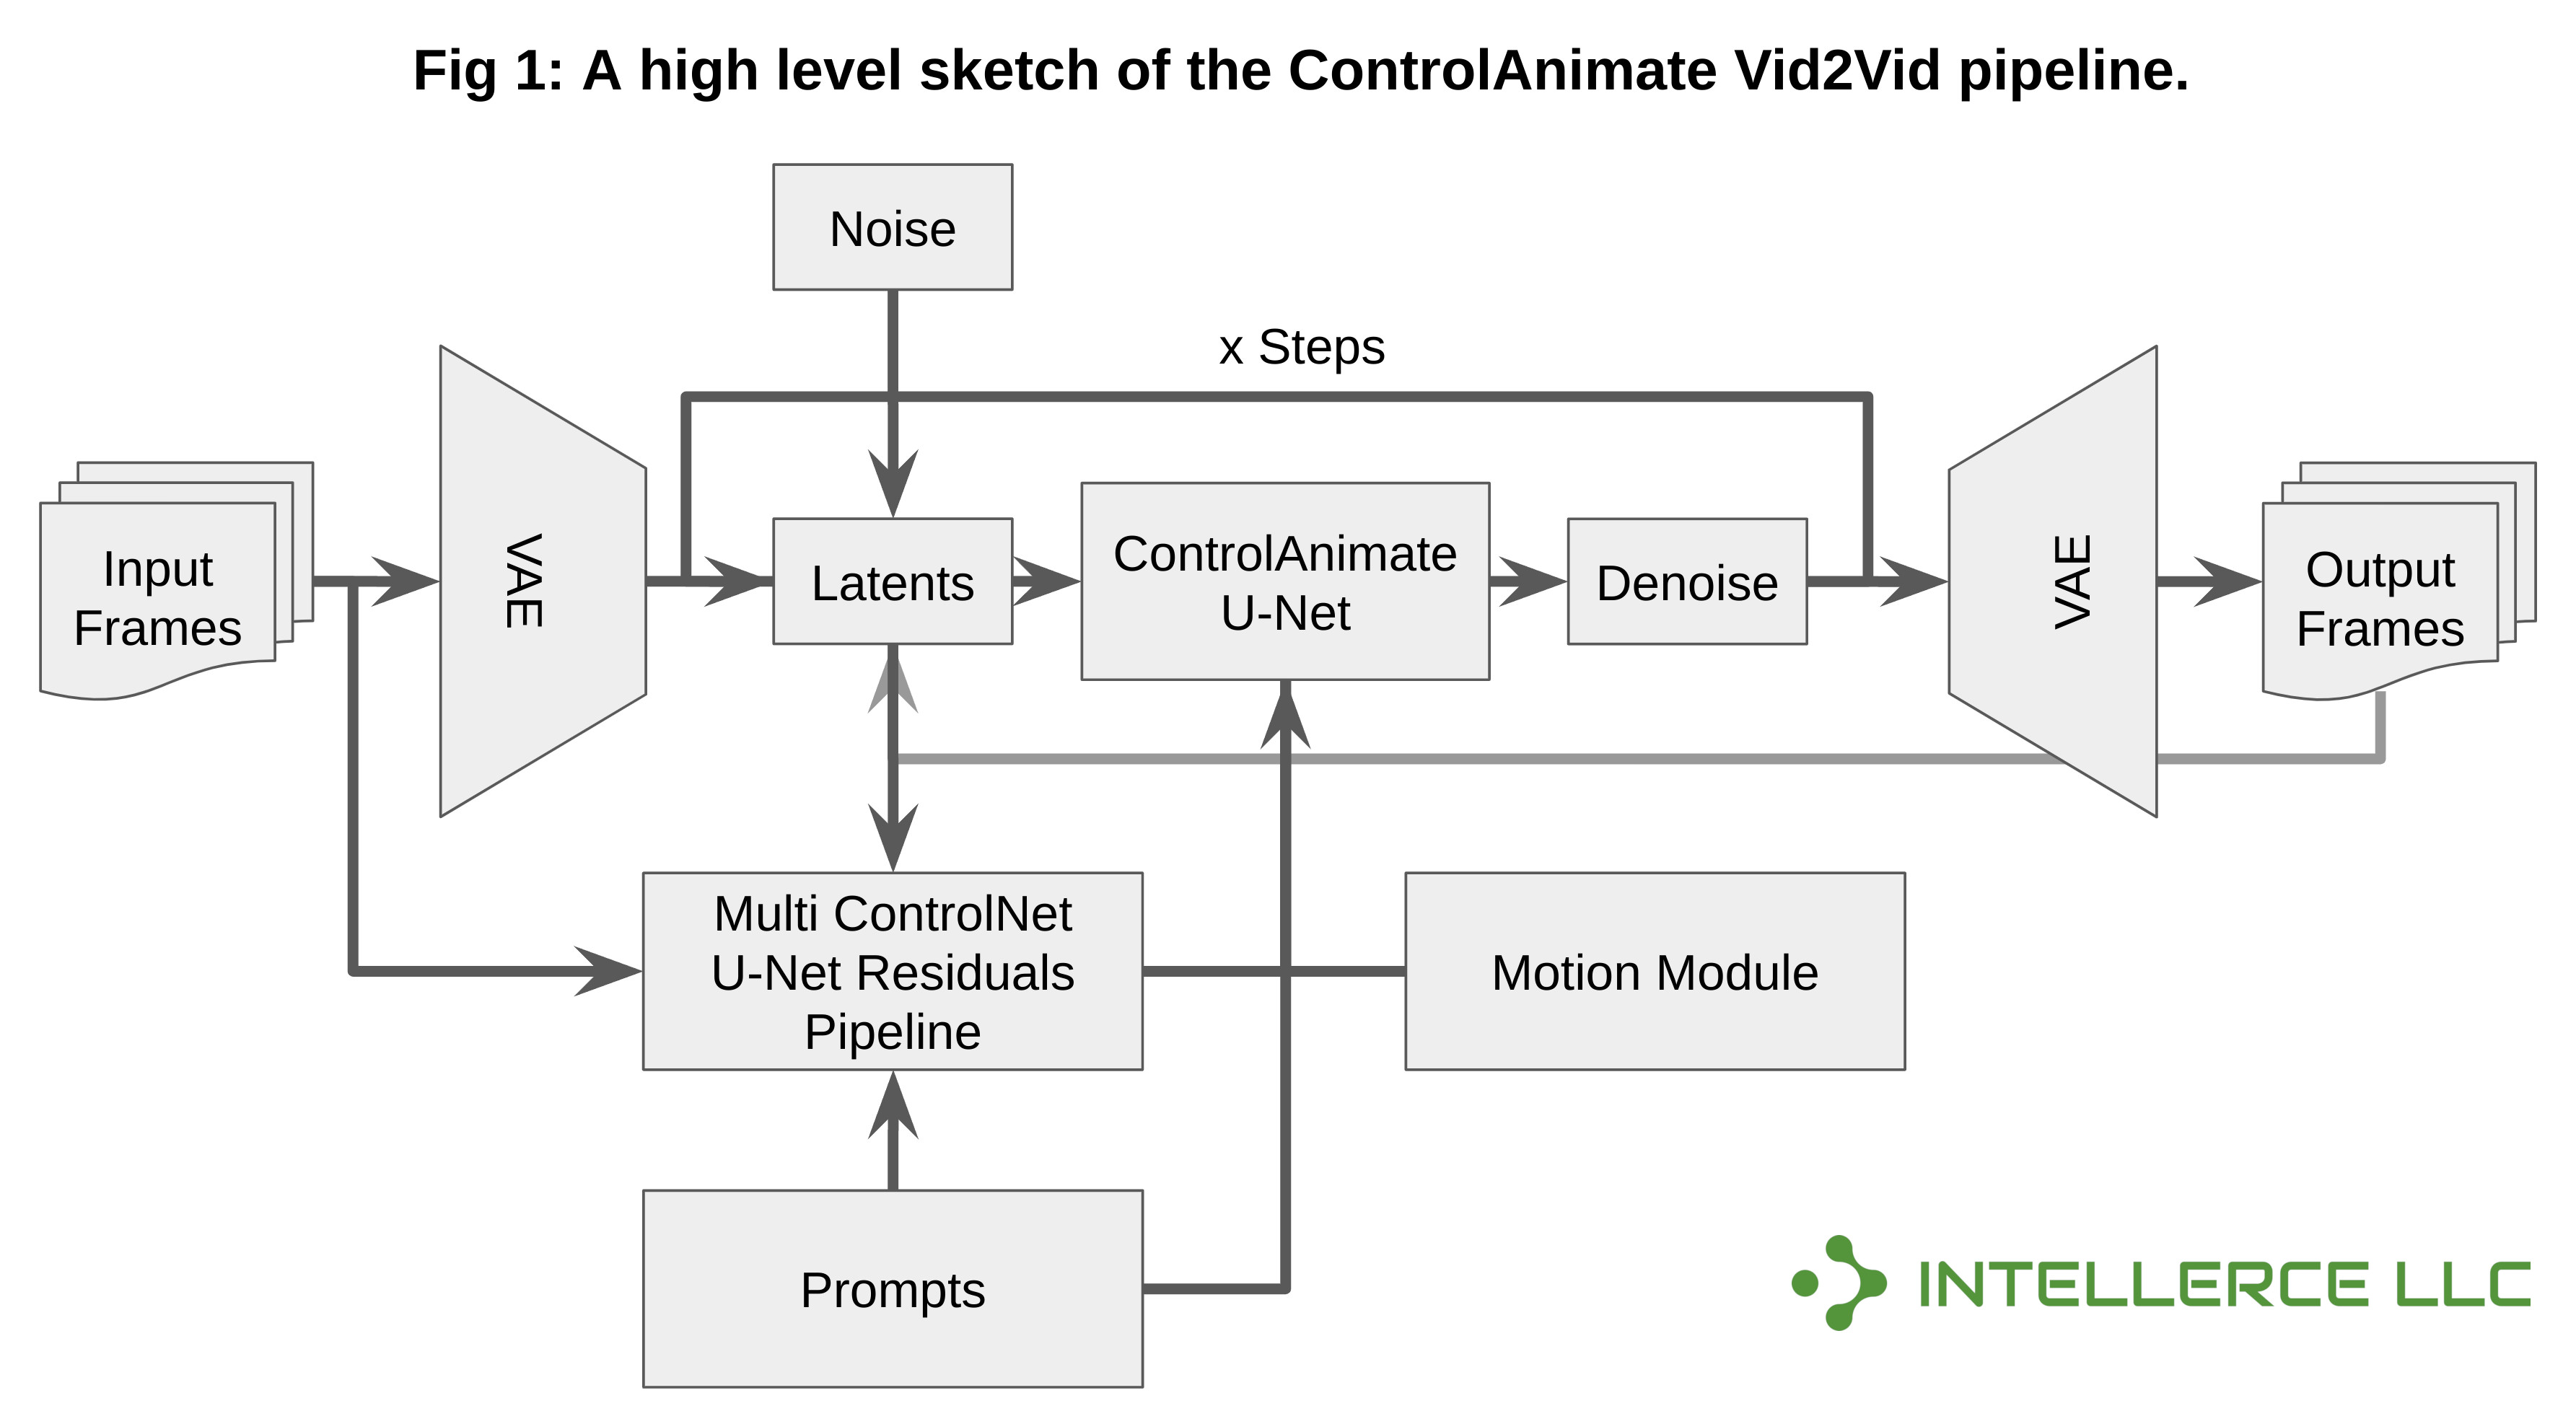 Fig 1: A high level sketch of the ControlAnimate Vid2Vid pipeline.
Noise
x Steps
Input
Frames
VAE
Latents
ControlAnimate
U-Net
Denoise
VAE
Output
Frames
Multi ControlNet
U-Net Residuals
Pipeline
Motion Module
Prompts
INTELLERCE LLC